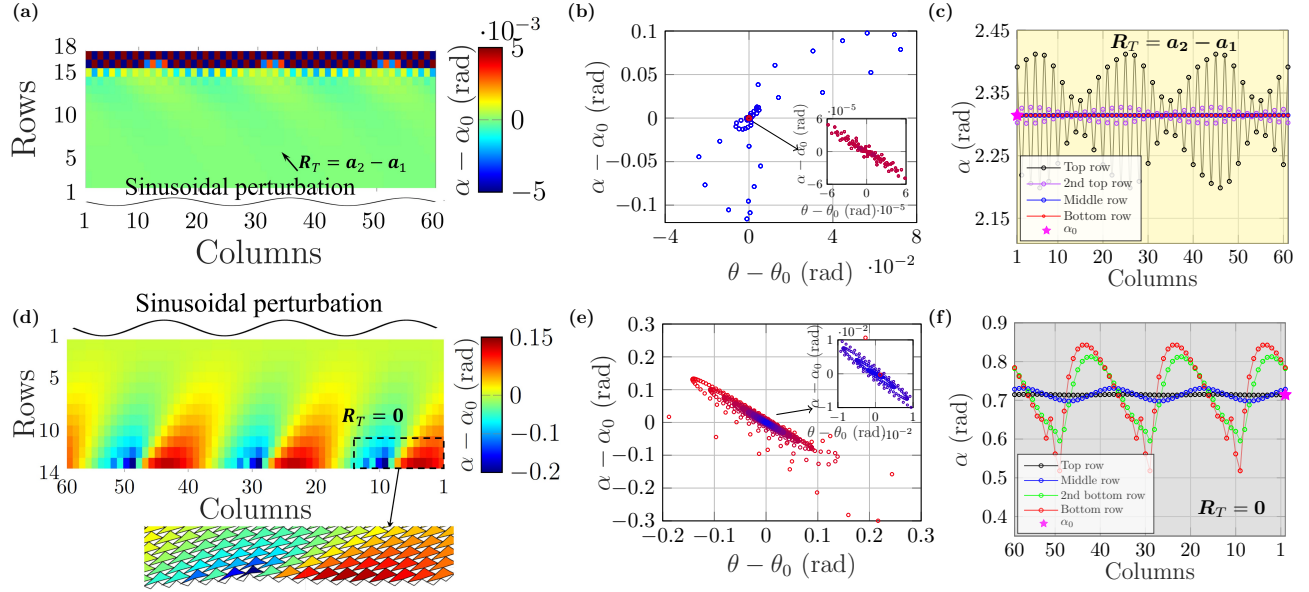 (a)
18
15
10
5
1
Rows
R_T = a_2 − a_1
Sinusoidal perturbation
1 10 20 30 40 50 60
Columns
·10⁻³
5
0
−5
α − α_0 (rad)
(b)
0.1
0.05
0
−0.05
−0.1
α − α_0 (rad)
−4 0 4 8
θ − θ_0 (rad) ·10⁻²
·10⁻⁵
6
0
−6
α − α_0 (rad)
−6 0 6
θ − θ_0 (rad) ·10⁻⁵
(c)
R_T = a_2 − a_1
2.45
2.35
2.25
2.15
α (rad)
Top row
2nd top row
Middle row
Bottom row
α_0
1 10 20 30 40 50 60
Columns
(d)
Sinusoidal perturbation
1
5
10
14
Rows
R_T = 0
60 50 40 30 20 10 1
Columns
0.15
0
−0.1
−0.2
α − α_0 (rad)
(e)
0.3
0.2
0.1
0
−0.1
−0.2
−0.3
α − α_0 (rad)
−0.2 −0.1 0 0.1 0.2 0.3
θ − θ_0 (rad)
·10⁻²
1
0
−1
α − α_0 (rad)
−1 0 1
θ − θ_0 (rad) ·10⁻²
(f)
0.9
0.8
0.7
0.6
0.5
0.4
α (rad)
Top row
Middle row
2nd bottom row
Bottom row
α_0
R_T = 0
60 50 40 30 20 10 1
Columns